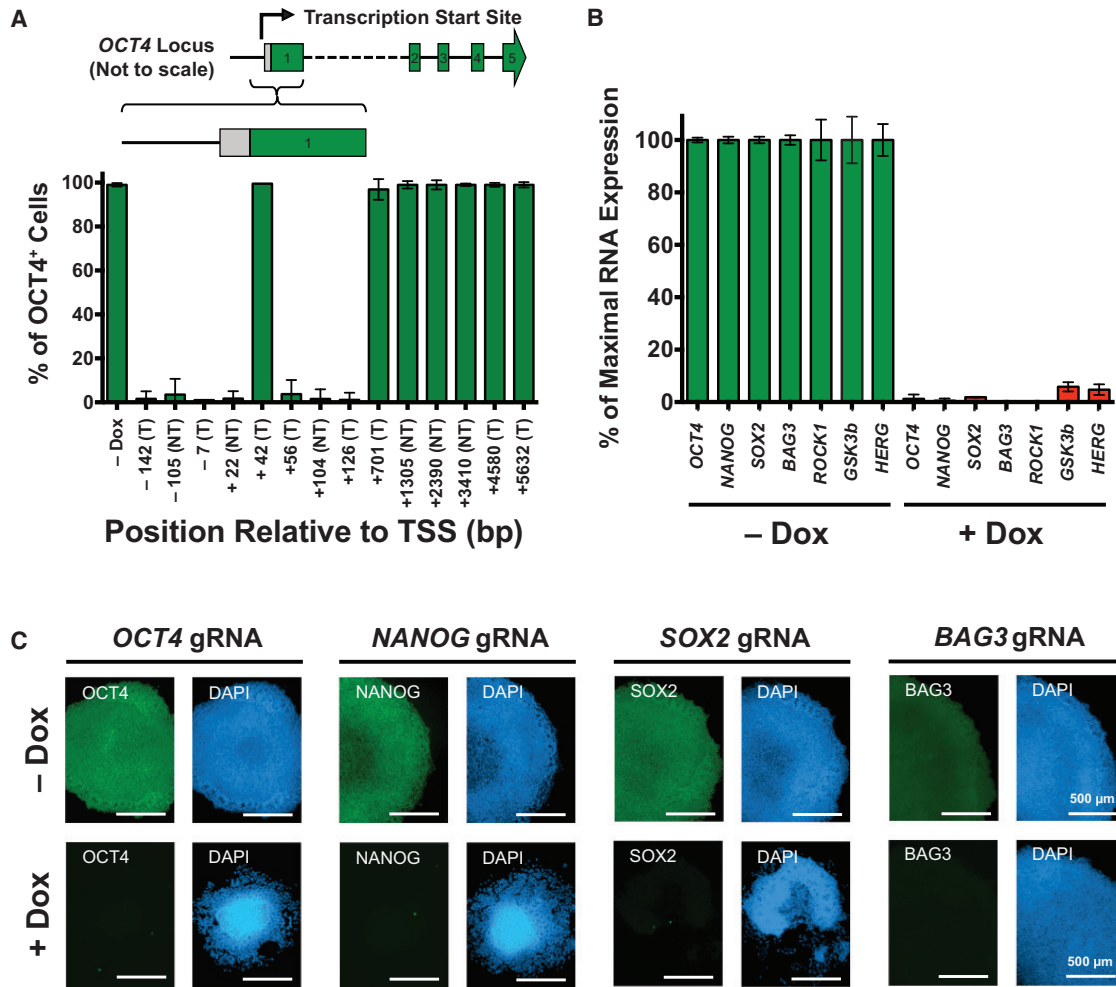 A
Transcription Start Site
OCT4 Locus
(Not to scale)
1
2
3
4
5
1
% of OCT4+ Cells
100
80
60
40
20
0
– Dox
– 142 (T)
– 105 (NT)
– 7 (T)
+ 22 (NT)
+ 42 (T)
+56 (T)
+104 (NT)
+126 (T)
+701 (T)
+1305 (NT)
+2390 (NT)
+3410 (NT)
+4580 (T)
+5632 (T)
Position Relative to TSS (bp)
B
% of Maximal RNA Expression
100
80
60
40
20
0
OCT4
NANOG
SOX2
BAG3
ROCK1
GSK3b
HERG
OCT4
NANOG
SOX2
BAG3
ROCK1
GSK3b
HERG
– Dox
+ Dox
C
OCT4 gRNA
NANOG gRNA
SOX2 gRNA
BAG3 gRNA
– Dox
OCT4
DAPI
NANOG
DAPI
SOX2
DAPI
BAG3
DAPI
500 µm
+ Dox
OCT4
DAPI
NANOG
DAPI
SOX2
DAPI
BAG3
DAPI
500 µm